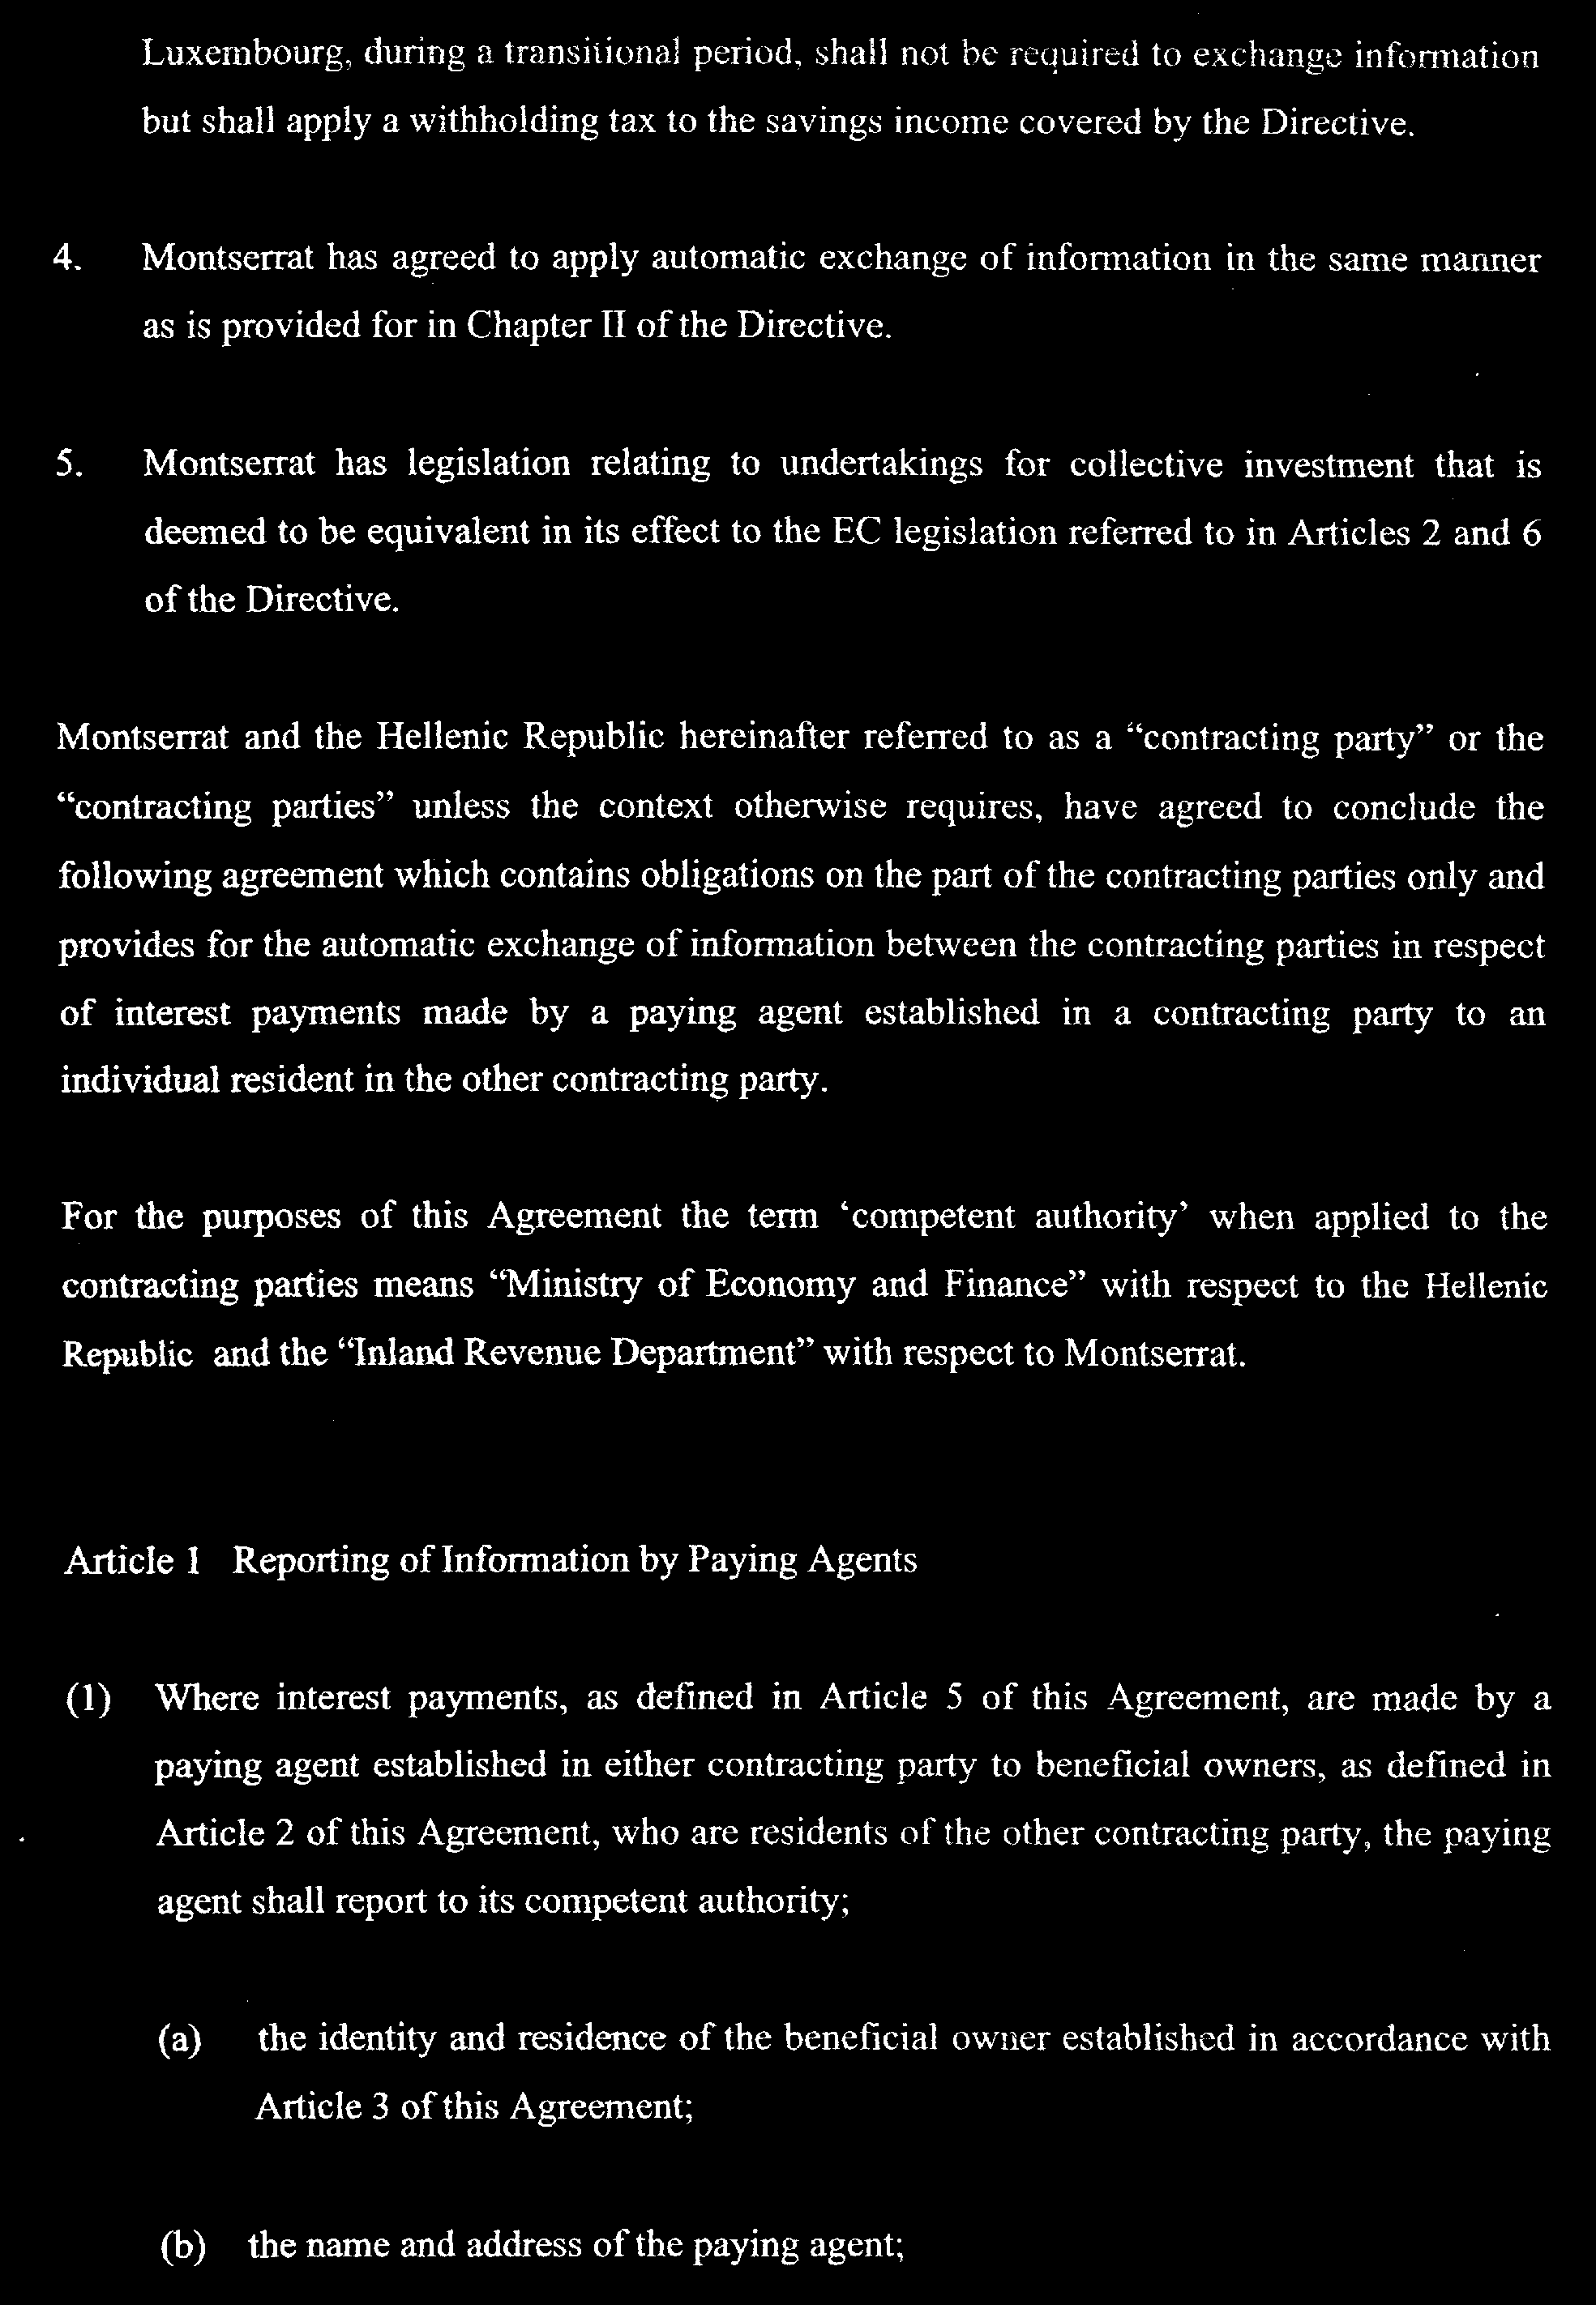 Luxembourg, during a transitional period, shall not be required to exchange information
but shall apply a withholding tax to the savings income covered by the Directive.
4. Montserrat has agreed to apply automatic exchange of information in the same manner
as is provided for in Chapter II of the Directive.
5. Montserrat has legislation relating to undertakings for collective investment that is
deemed to be equivalent in its effect to the EC legislation referred to in Articles 2 and 6
of the Directive.
Montserrat and the Hellenic Republic hereinafter referred to as a “contracting party” or the
“contracting parties” unless the context otherwise requires, have agreed to conclude the
following agreement which contains obligations on the part of the contracting parties only and
provides for the automatic exchange of information between the contracting parties in respect
of interest payments made by a paying agent established in a contracting party to an
individual resident in the other contracting party.
For the purposes of this Agreement the term ‘competent authority’ when applied to the
contracting parties means “Ministry of Economy and Finance” with respect to the Hellenic
Republic and the “Inland Revenue Department” with respect to Montserrat.
Article 1 Reporting of Information by Paying Agents
(1) Where interest payments, as defined in Article 5 of this Agreement, are made by a
paying agent established in either contracting party to beneficial owners, as defined in
Article 2 of this Agreement, who are residents of the other contracting party, the paying
agent shall report to its competent authority;
(a) the identity and residence of the beneficial owner established in accordance with
Article 3 of this Agreement;
(b) the name and address of the paying agent;